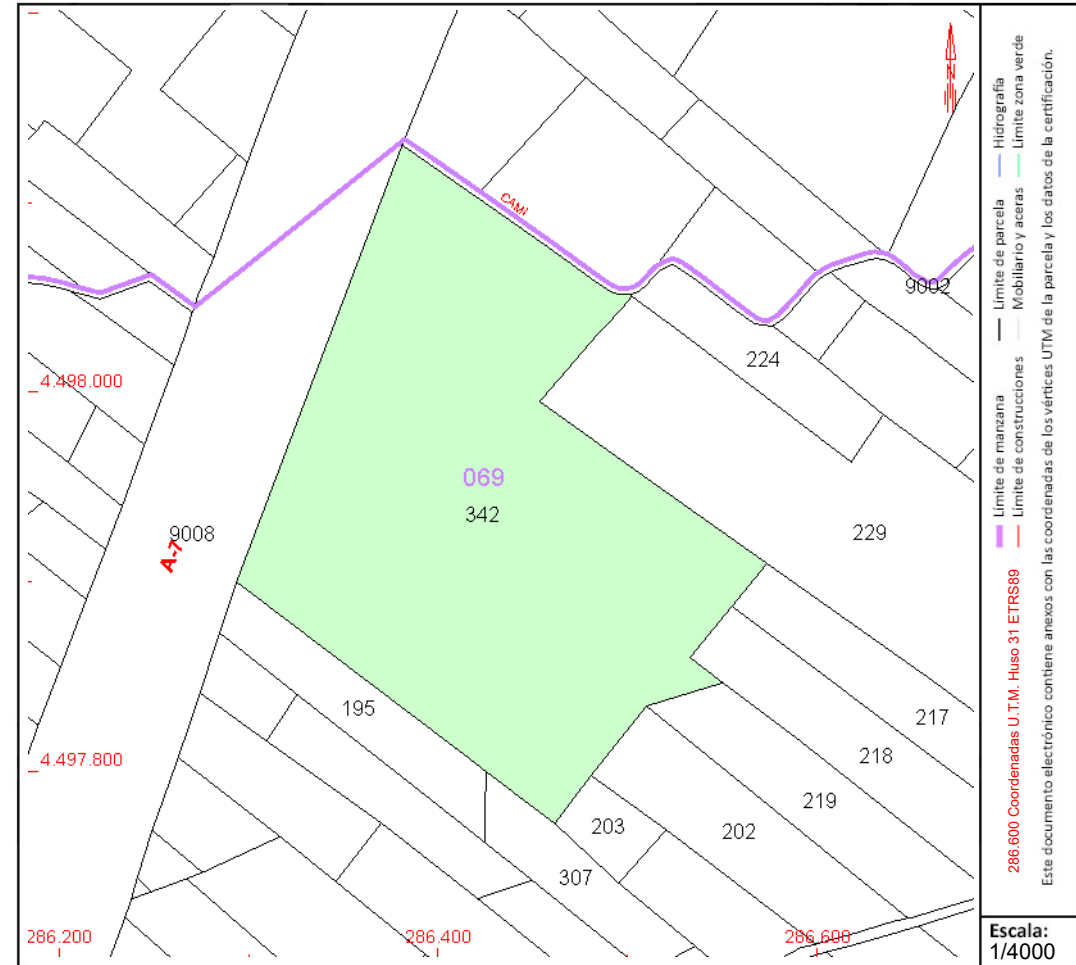 N
CAMI
9002
224
4.498.000
069
342
9008
A-7
229
195
217
4.497.800
218
219
203
202
307
286.200
286.400
286.600
Límite de manzana
Límite de parcela
Hidrografía
Límite de construcciones
Mobiliario y aceras
Límite zona verde
286.600 Coordenadas U.T.M. Huso 31 ETRS89
Este documento electrónico contiene anexos con las coordenadas de los vértices UTM de la parcela y los datos de la certificación.
Escala:
1/4000